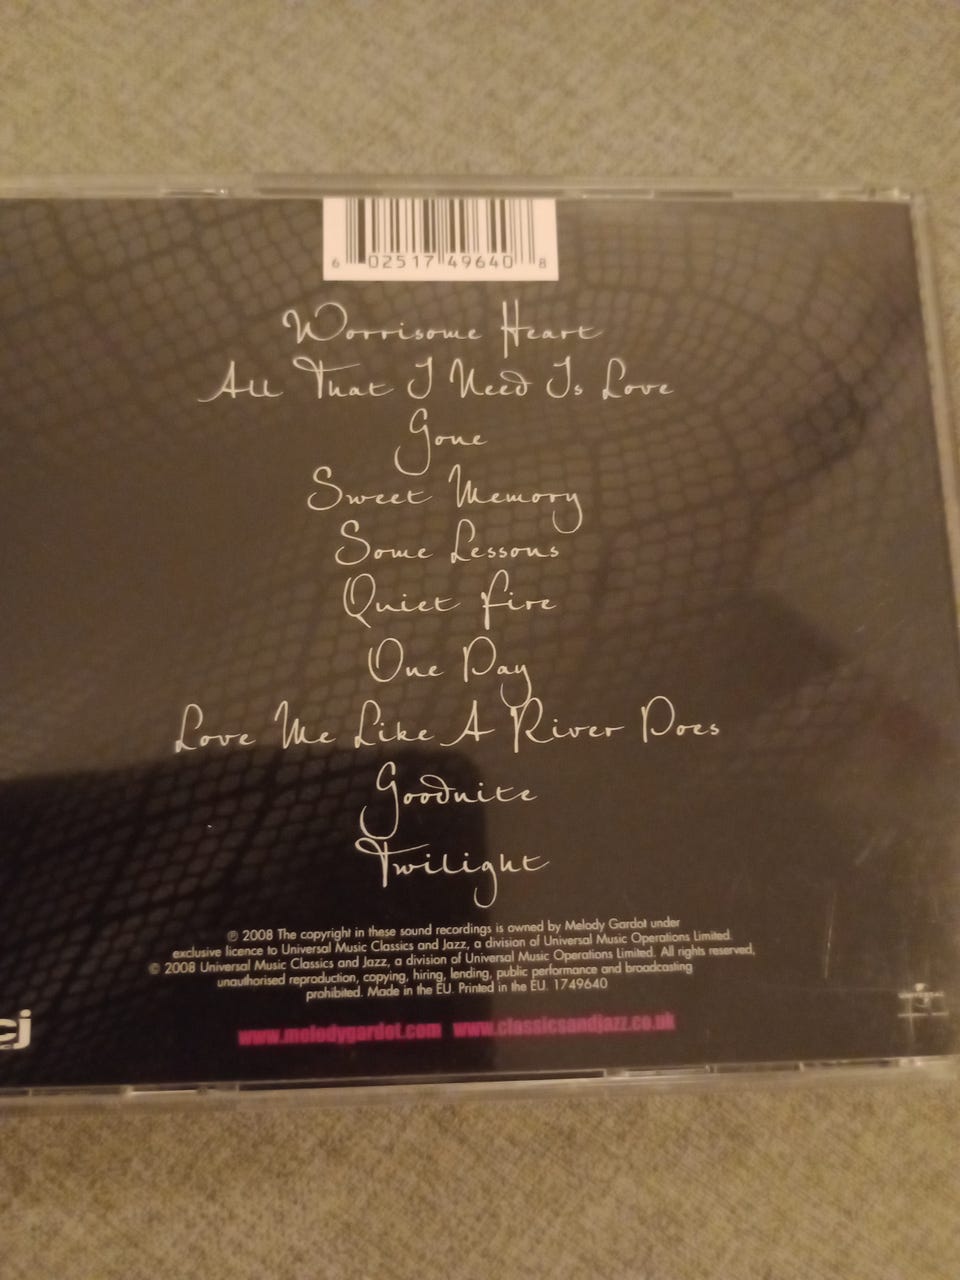 6 02517 49640 8
Worrisome Heart
All That I Need Is Love
Gone
Sweet Memory
Some Lessons
Quiet Fire
One Day
Love Me Like A River Does
Goodnite
Twilight
℗ 2008 The copyright in these sound recordings is owned by Melody Gardot under
exclusive licence to Universal Music Classics and Jazz, a division of Universal Music Operations Limited.
© 2008 Universal Music Classics and Jazz, a division of Universal Music Operations Limited. All rights reserved,
unauthorised reproduction, copying, hiring, lending, public performance and broadcasting
prohibited. Made in the EU. Printed in the EU. 1749640
cj
www.melodygardot.com www.classicsandjazz.co.uk
UNIVERSAL